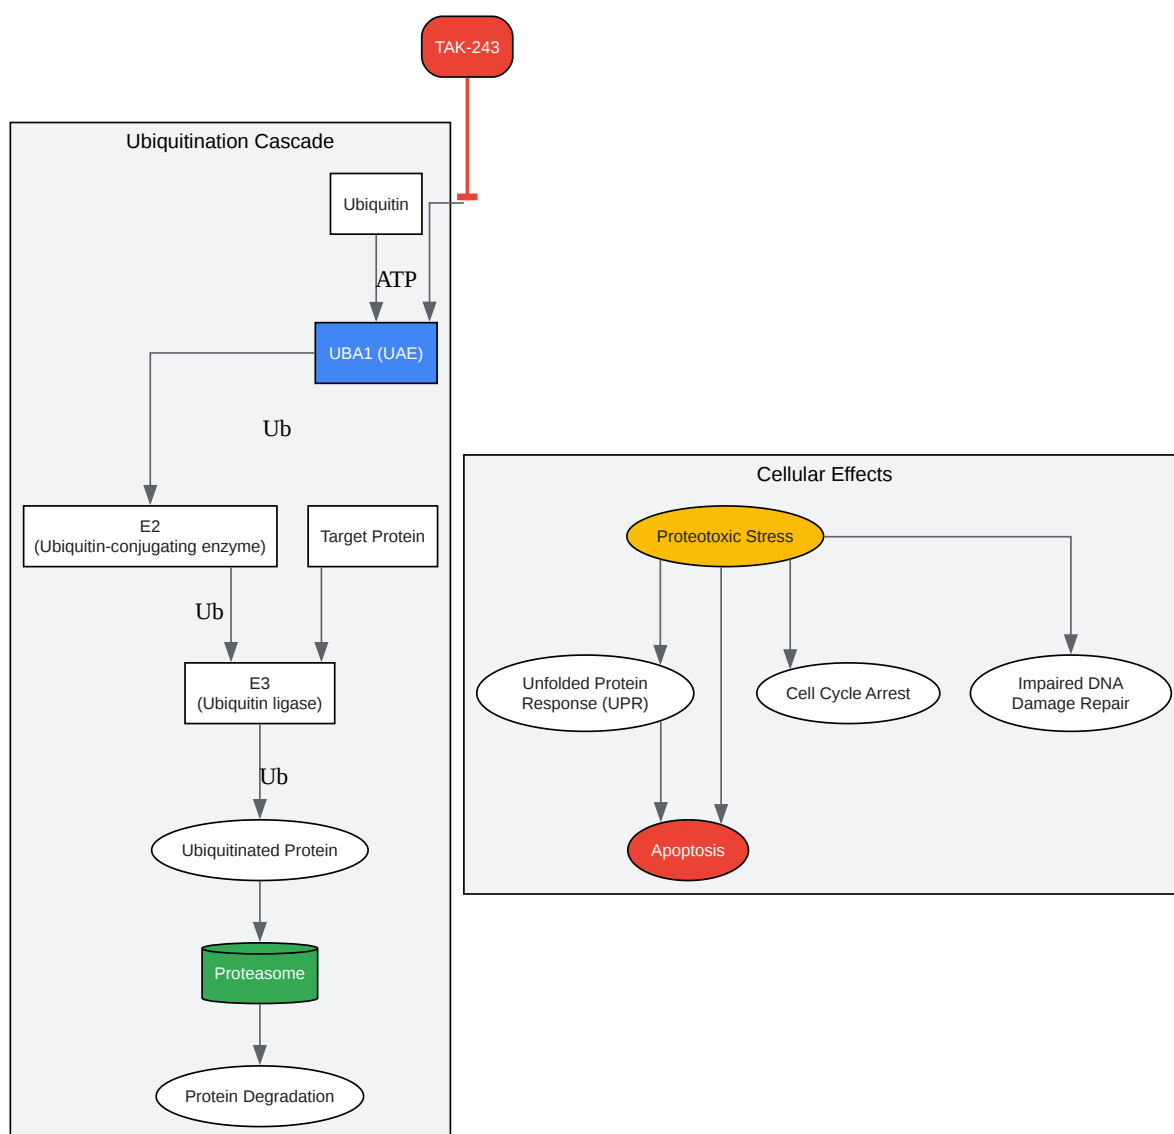 TAK-243
Ubiquitination Cascade
Ubiquitin
ATP
UBA1 (UAE)
Ub
E2
(Ubiquitin-conjugating enzyme)
Target Protein
Ub
E3
(Ubiquitin ligase)
Ub
Ubiquitinated Protein
Proteasome
Protein Degradation
Cellular Effects
Proteotoxic Stress
Unfolded Protein
Response (UPR)
Cell Cycle Arrest
Impaired DNA
Damage Repair
Apoptosis